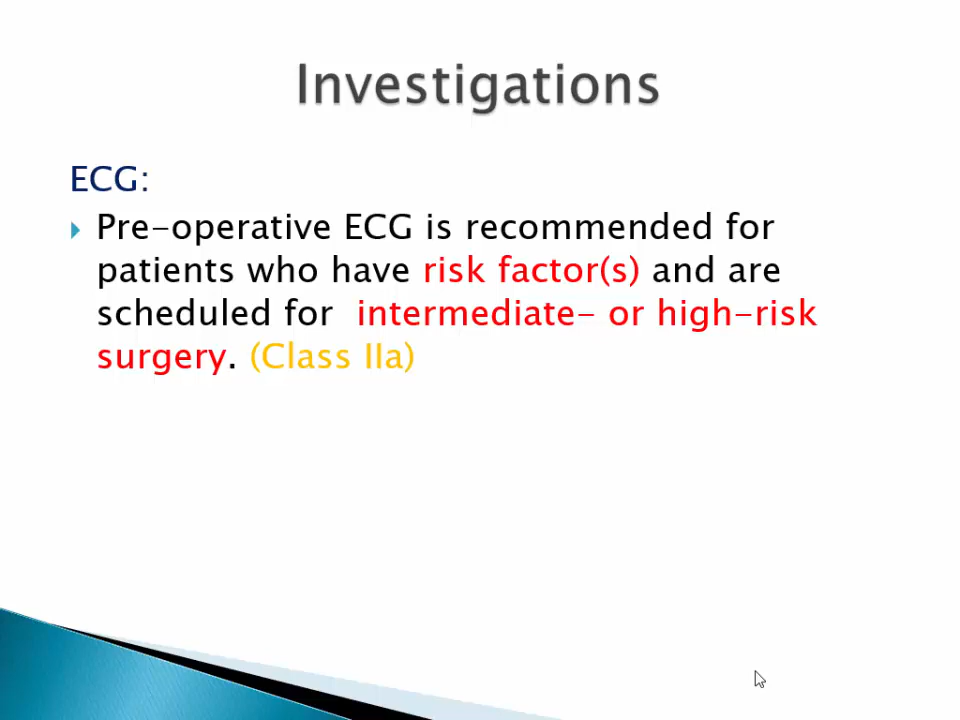 Investigations
ECG:
Pre-operative ECG is recommended for
patients who have risk factor(s) and are
scheduled for intermediate- or high-risk
surgery. (Class IIa)